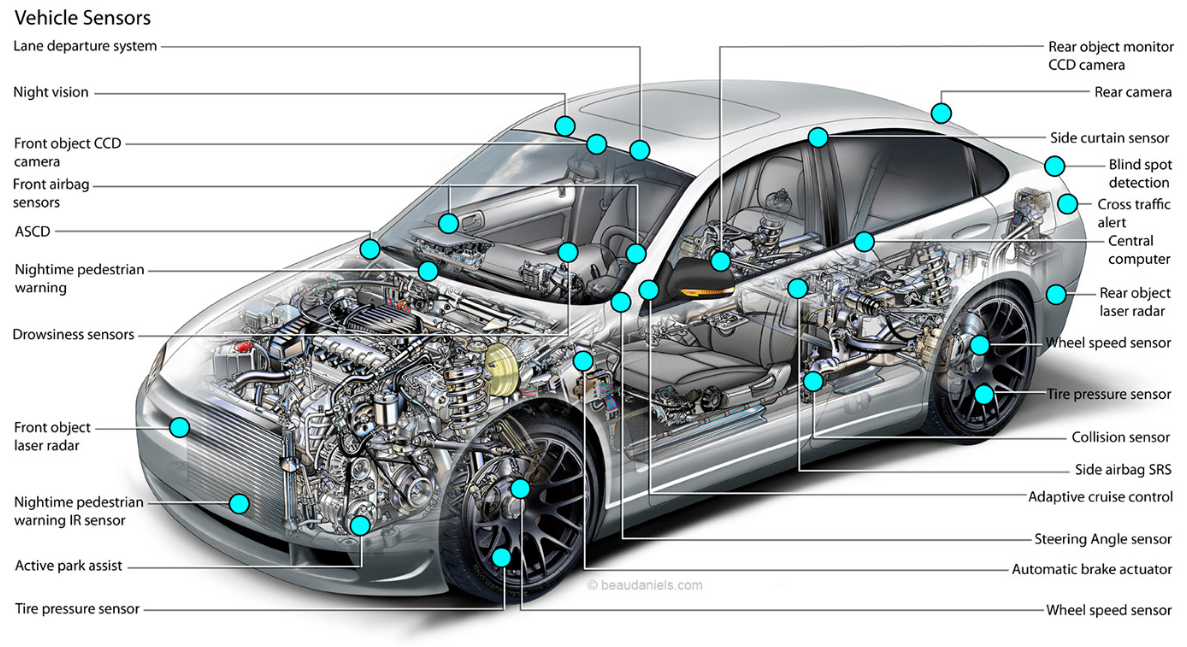 Vehicle Sensors
Lane departure system
Night vision
Front object CCD
camera
Front airbag
sensors
ASCD
Nightime pedestrian
warning
Drowsiness sensors
Front object
laser radar
Nightime pedestrian
warning IR sensor
Active park assist
Tire pressure sensor
Rear object monitor
CCD camera
Rear camera
Side curtain sensor
Blind spot
detection
Cross traffic
alert
Central
computer
Rear object
laser radar
Wheel speed sensor
Tire pressure sensor
Collision sensor
Side airbag SRS
Adaptive cruise control
Steering Angle sensor
Automatic brake actuator
Wheel speed sensor
© beaudaniels.com